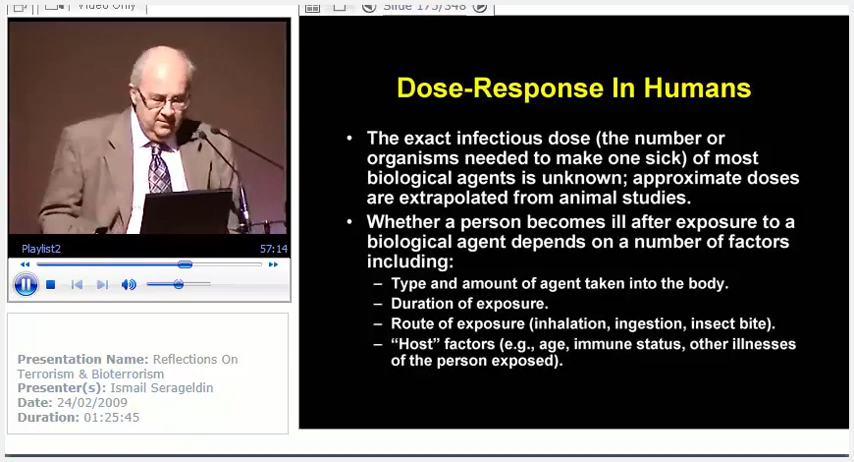 Video Only
Slide 175/348
Dose-Response In Humans
• The exact infectious dose (the number or
organisms needed to make one sick) of most
biological agents is unknown; approximate doses
are extrapolated from animal studies.
• Whether a person becomes ill after exposure to a
biological agent depends on a number of factors
including:
– Type and amount of agent taken into the body.
– Duration of exposure.
– Route of exposure (inhalation, ingestion, insect bite).
– “Host” factors (e.g., age, immune status, other illnesses
of the person exposed).
Playlist2 57:14
Presentation Name: Reflections On
Terrorism & Bioterrorism
Presenter(s): Ismail Serageldin
Date: 24/02/2009
Duration: 01:25:45